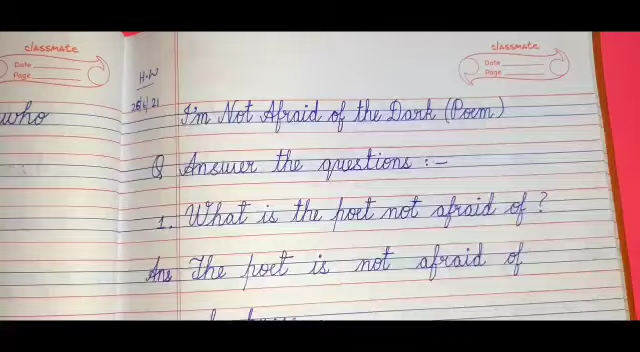 classmate
Date
Page
who
classmate
Date
Page
H.W
26/4/21
I'm Not Afraid of the Dark (Poem)
Q Answer the questions :-
1. What is the poet not afraid of ?
Ans The poet is not afraid of